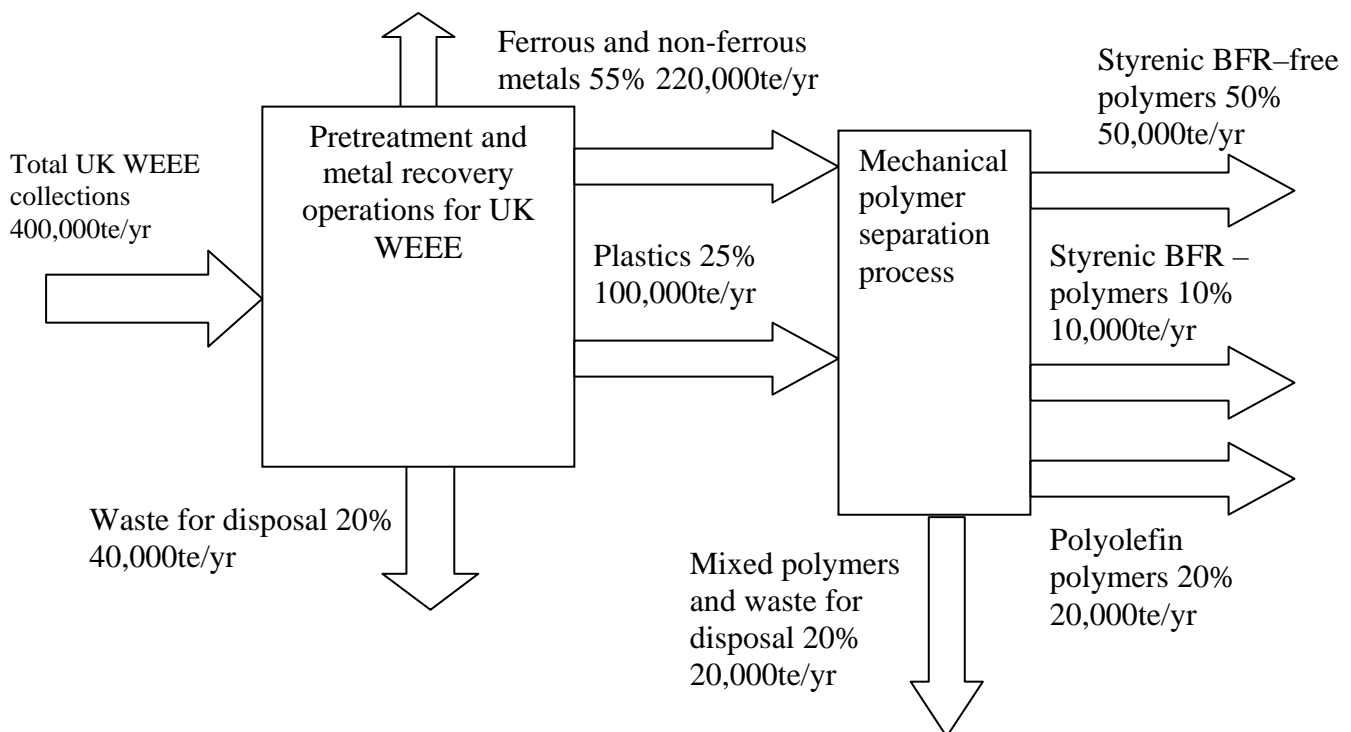 Total UK WEEE
collections
400,000te/yr
Pretreatment and
metal recovery
operations for UK
WEEE
Ferrous and non-ferrous
metals 55% 220,000te/yr
Plastics 25%
100,000te/yr
Waste for disposal 20%
40,000te/yr
Mechanical
polymer
separation
process
Mixed polymers
and waste for
disposal 20%
20,000te/yr
Styrenic BFR–free
polymers 50%
50,000te/yr
Styrenic BFR –
polymers 10%
10,000te/yr
Polyolefin
polymers 20%
20,000te/yr